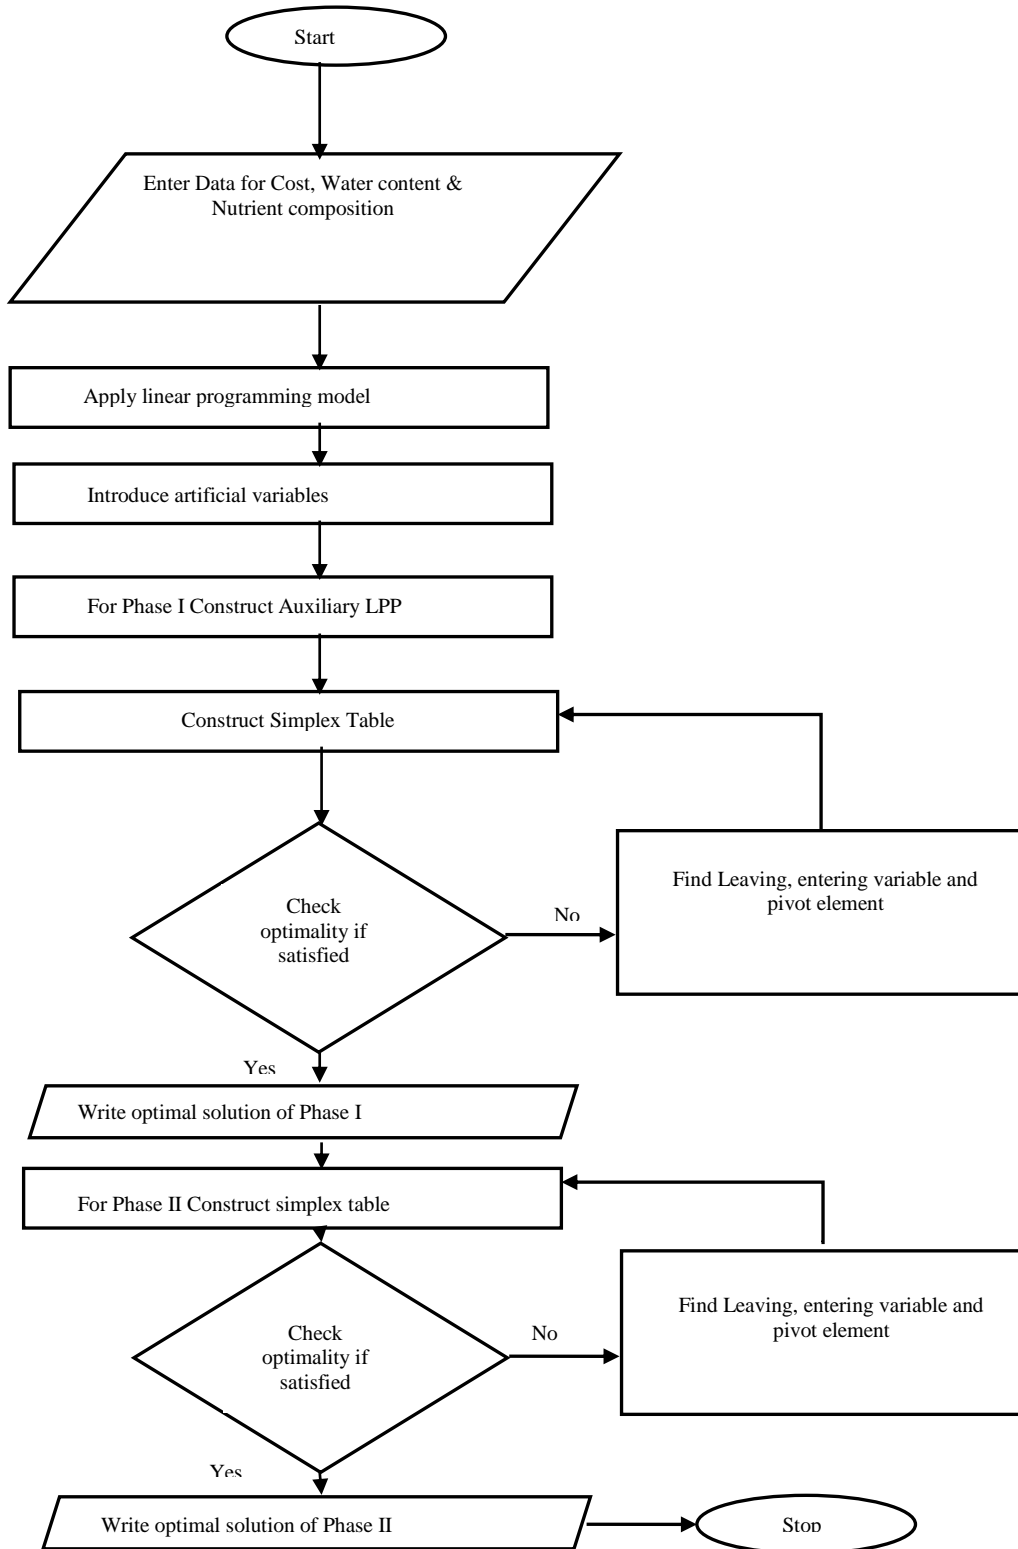 Start
Enter Data for Cost, Water content &
Nutrient composition
Apply linear programming model
Introduce artificial variables
For Phase I Construct Auxiliary LPP
Construct Simplex Table
Check
optimality if
satisfied
No
Find Leaving, entering variable and
pivot element
Yes
Write optimal solution of Phase I
For Phase II Construct simplex table
Check
optimality if
satisfied
No
Find Leaving, entering variable and
pivot element
Yes
Write optimal solution of Phase II
Stop